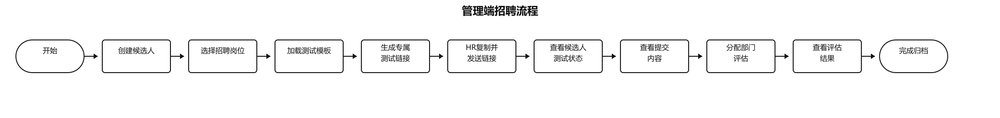 管理端招聘流程
开始
创建候选人
选择招聘岗位
加载测试模板
生成专属
测试链接
HR复制并
发送链接
查看候选人
测试状态
查看提交
内容
分配部门
评估
查看评估
结果
完成归档